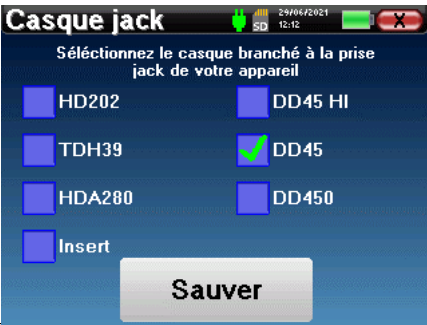 Casque jack
SD
29/06/2021
12:12
X
Séléctionnez le casque branché à la prise
jack de votre appareil
HD202
DD45 HI
TDH39
DD45
HDA280
DD450
Insert
Sauver